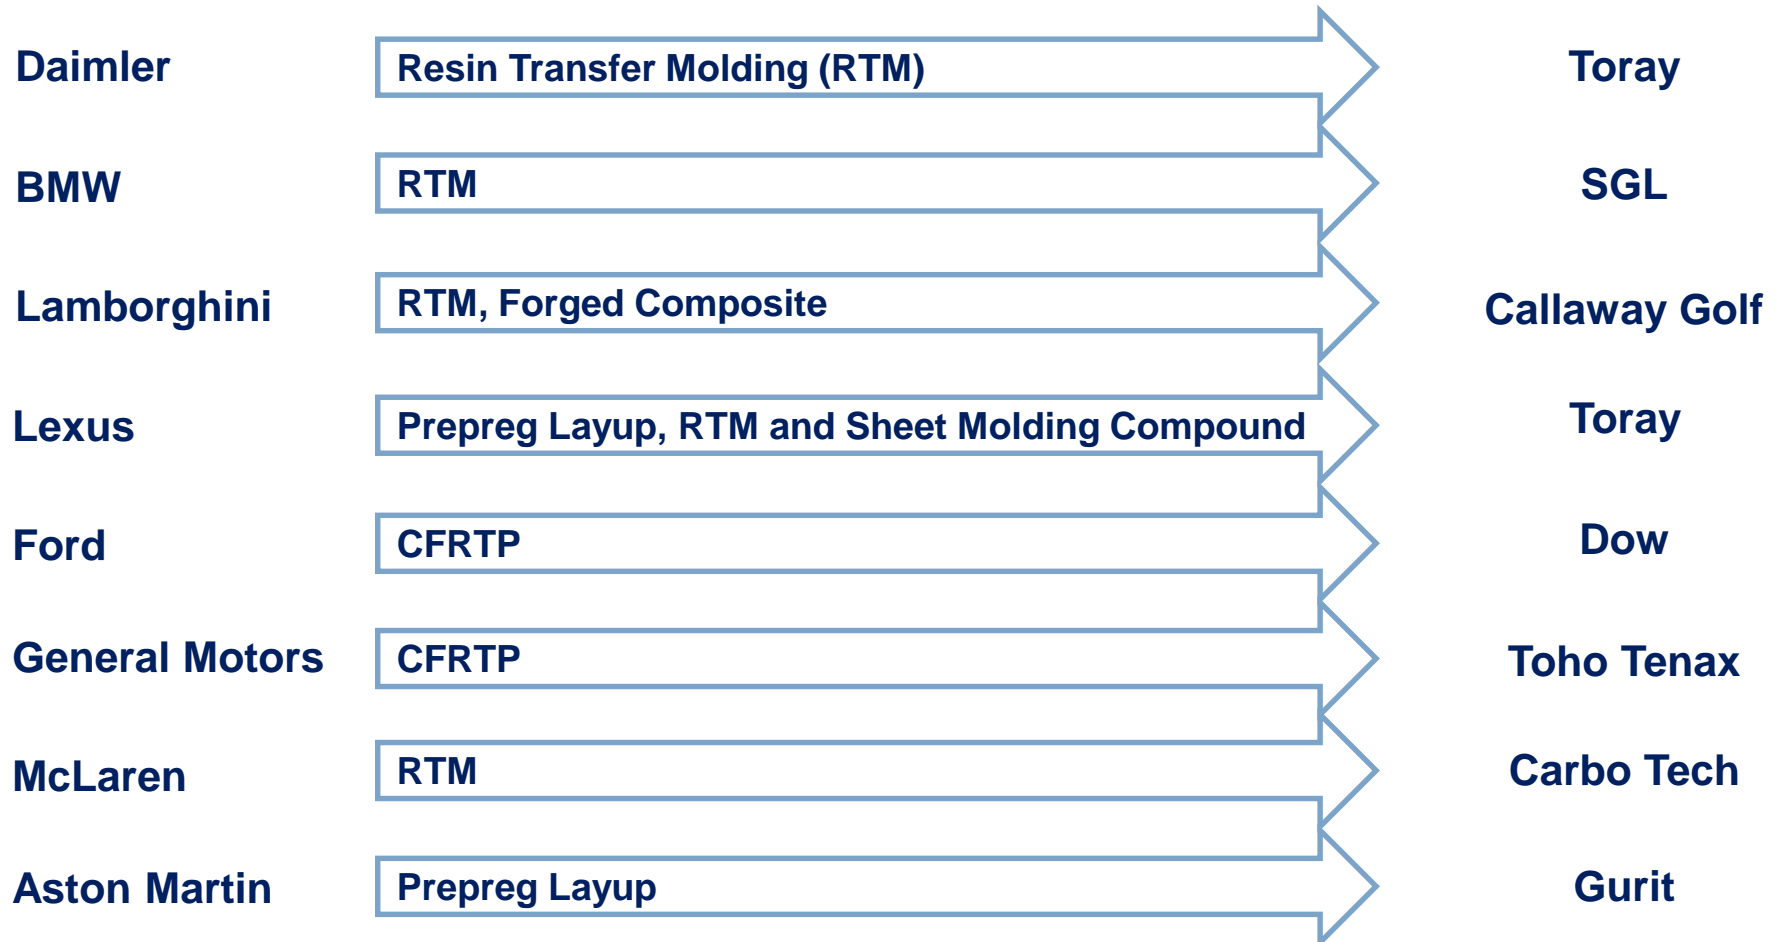 Daimler
Resin Transfer Molding (RTM)
Toray
BMW
RTM
SGL
Lamborghini
RTM, Forged Composite
Callaway Golf
Lexus
Prepreg Layup, RTM and Sheet Molding Compound
Toray
Ford
CFRTP
Dow
General Motors
CFRTP
Toho Tenax
McLaren
RTM
Carbo Tech
Aston Martin
Prepreg Layup
Gurit